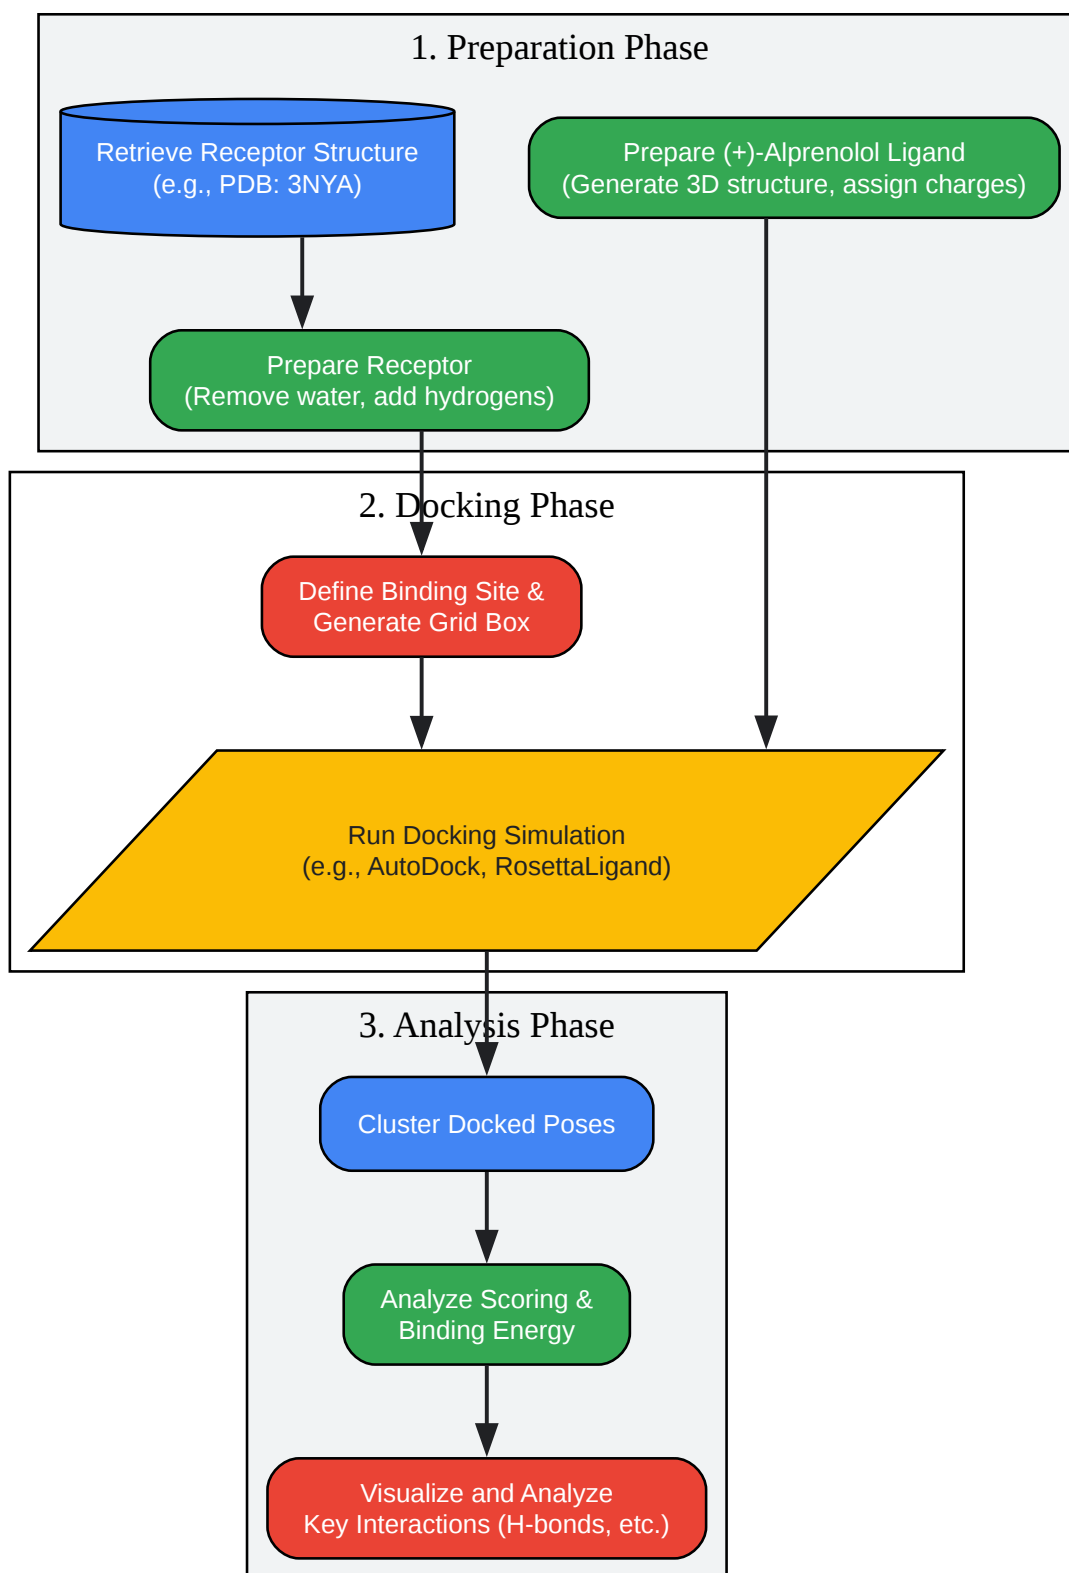 1. Preparation Phase
Retrieve Receptor Structure
(e.g., PDB: 3NYA)
Prepare (+)-Alprenolol Ligand
(Generate 3D structure, assign charges)
Prepare Receptor
(Remove water, add hydrogens)
2. Docking Phase
Define Binding Site &
Generate Grid Box
Run Docking Simulation
(e.g., AutoDock, RosettaLigand)
3. Analysis Phase
Cluster Docked Poses
Analyze Scoring &
Binding Energy
Visualize and Analyze
Key Interactions (H-bonds, etc.)